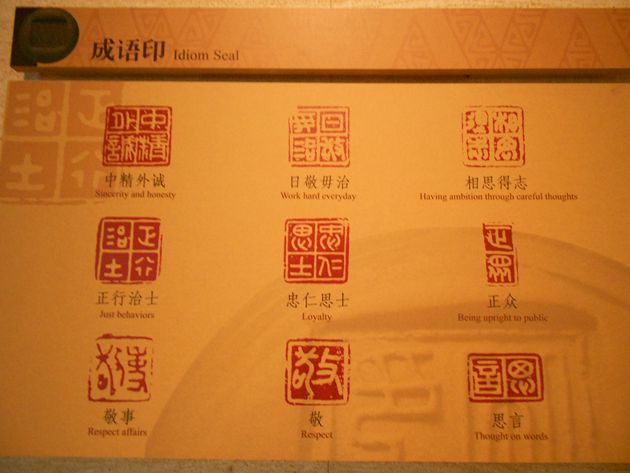 成语印 Idiom Seal
中精外诚
Sincerity and honesty
日敬毋治
Work hard everyday
相思得志
Having ambition through careful thoughts
正行治士
Just behaviors
忠仁思士
Loyalty
正众
Being upright to public
敬事
Respect affairs
敬
Respect
思言
Thought on words